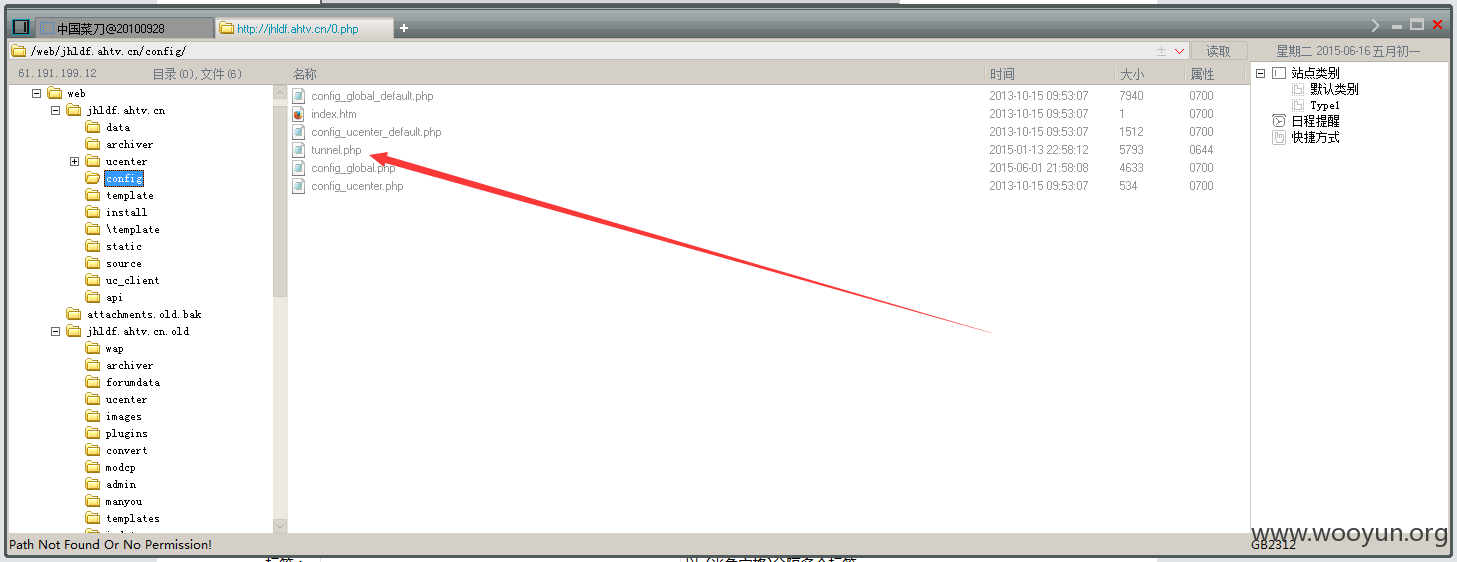 中国菜刀@20100928
http://jhldf.ahtv.cn/0.php
+
/web/jhldf.ahtv.cn/config/
读取
星期二 2015-06-16 五月初一
61.191.199.12
目录(0),文件(6)
名称
时间
大小
属性
web
jhldf.ahtv.cn
data
archiver
ucenter
config
template
install
\template
static
source
uc_client
api
attachments.old.bak
jhldf.ahtv.cn.old
wap
archiver
forumdata
ucenter
images
plugins
convert
modcp
admin
manyou
templates
config_global_default.php 2013-10-15 09:53:07 7940 0700
index.htm 2013-10-15 09:53:07 1 0700
config_ucenter_default.php 2013-10-15 09:53:07 1512 0700
tunnel.php 2015-01-13 22:58:12 5793 0644
config_global.php 2015-06-01 21:58:08 4633 0700
config_ucenter.php 2013-10-15 09:53:07 534 0700
站点类别
默认类别
Type1
日程提醒
快捷方式
Path Not Found Or No Permission!
GB2312
www.wooyun.org